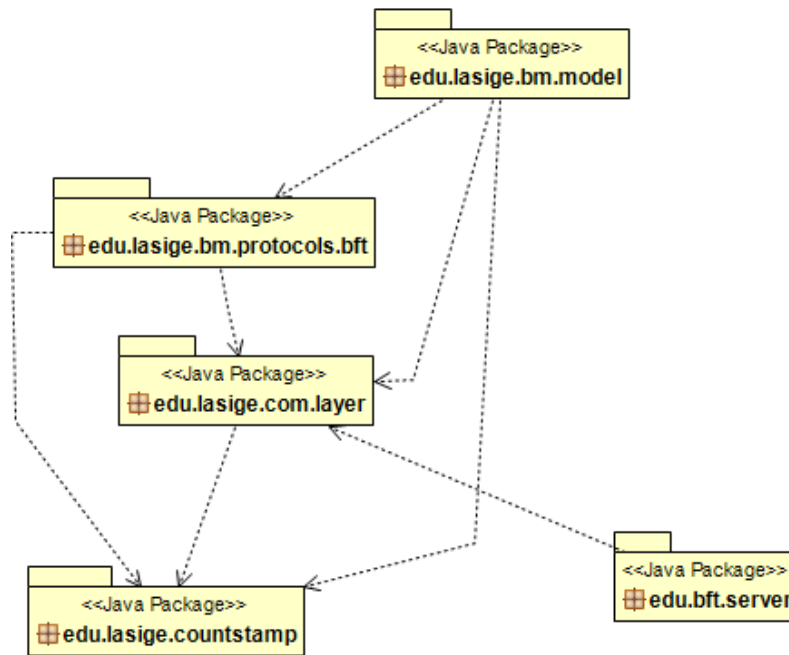 <<Java Package>>
edu.lasige.bm.model
<<Java Package>>
edu.lasige.bm.protocols.bft
<<Java Package>>
edu.lasige.com.layer
<<Java Package>>
edu.bft.server
<<Java Package>>
edu.lasige.countstamp